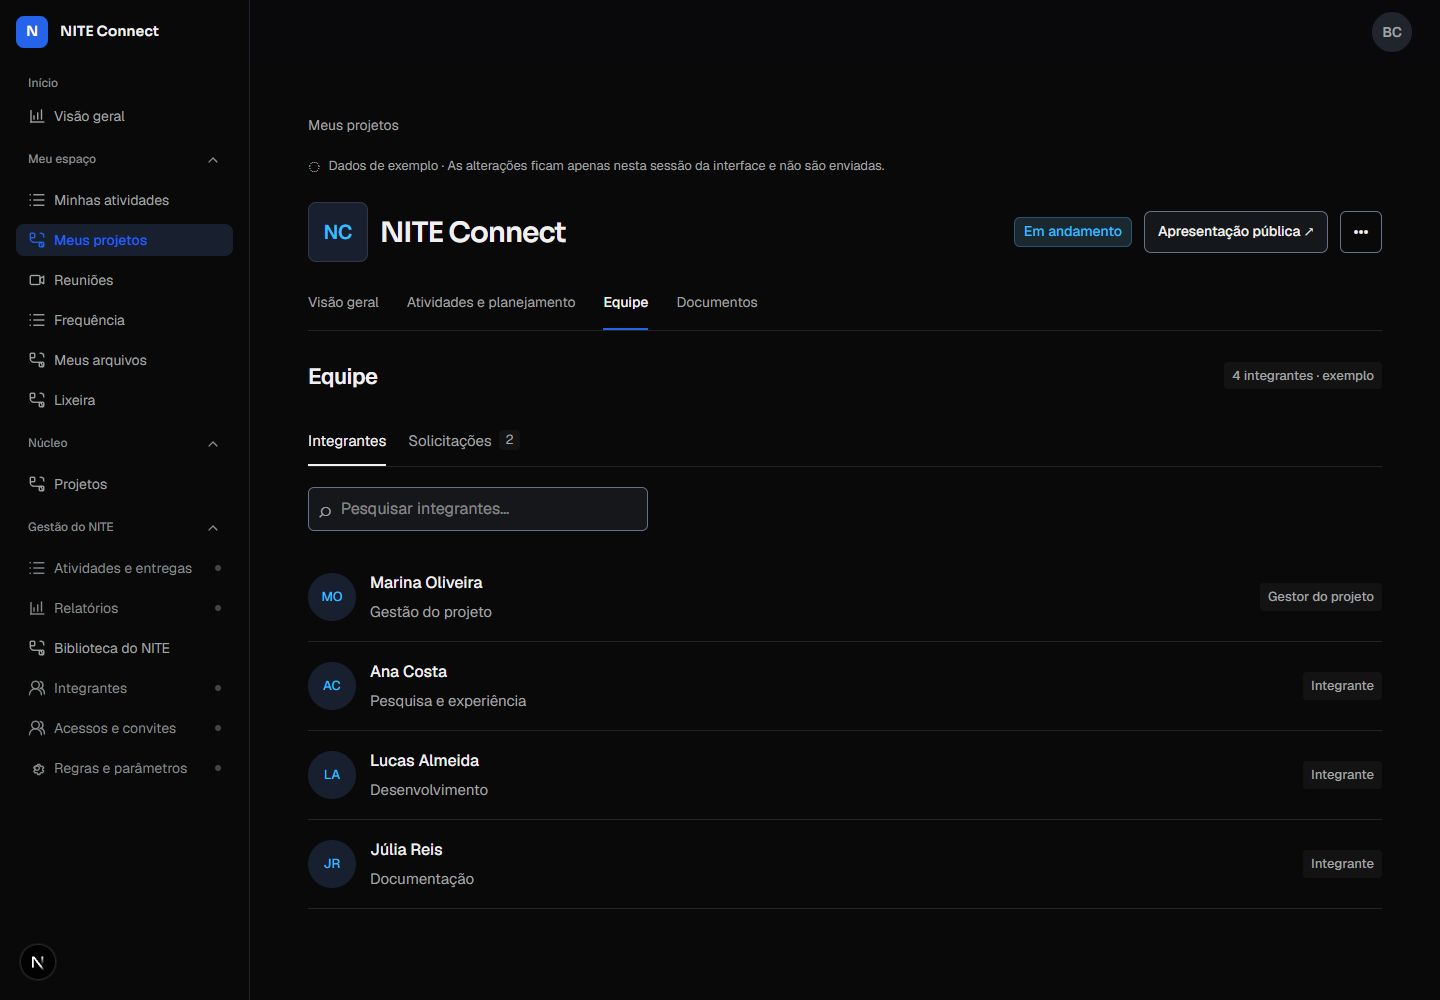 N NITE Connect
BC
Início
Visão geral
Meu espaço
Minhas atividades
Meus projetos
Reuniões
Frequência
Meus arquivos
Lixeira
Núcleo
Projetos
Gestão do NITE
Atividades e entregas
Relatórios
Biblioteca do NITE
Integrantes
Acessos e convites
Regras e parâmetros
N
Meus projetos
Dados de exemplo · As alterações ficam apenas nesta sessão da interface e não são enviadas.
NC NITE Connect
Em andamento
Apresentação pública ↗
•••
Visão geral Atividades e planejamento Equipe Documentos
Equipe
4 integrantes · exemplo
Integrantes Solicitações 2
Pesquisar integrantes...
MO
Marina Oliveira
Gestão do projeto
Gestor do projeto
AC
Ana Costa
Pesquisa e experiência
Integrante
LA
Lucas Almeida
Desenvolvimento
Integrante
JR
Júlia Reis
Documentação
Integrante